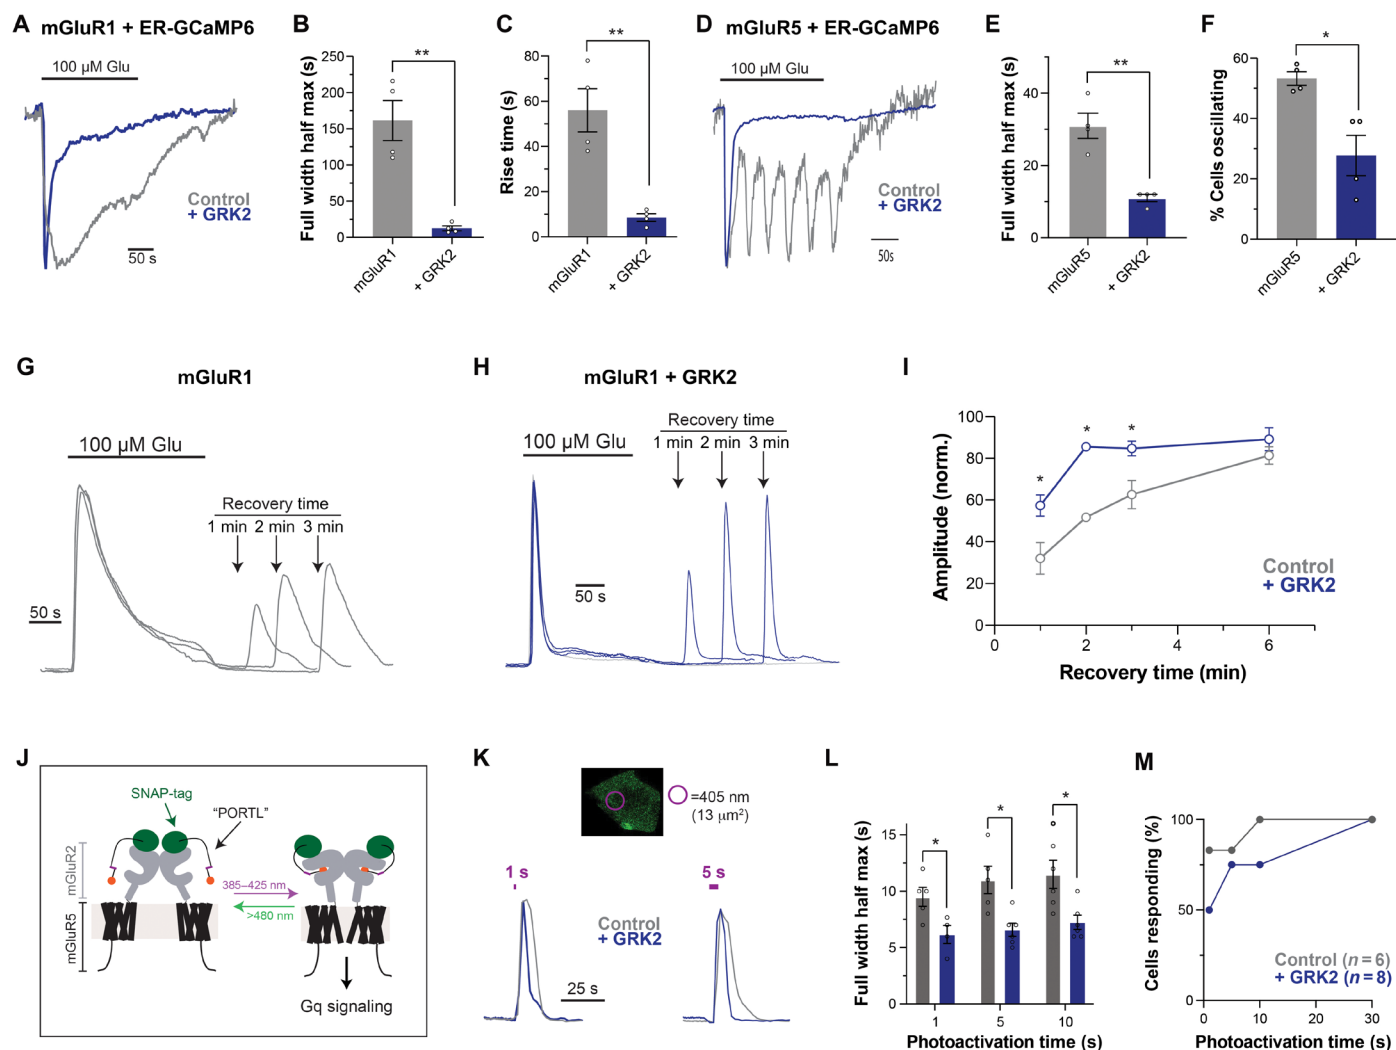 A mGluR1 + ER-GCaMP6
100 µM Glu
Control
+ GRK2
50 s
B
Full width half max (s)
250
200
150
100
50
0
**
mGluR1
+ GRK2
C
Rise time (s)
80
60
40
20
0
**
mGluR1
+ GRK2
D mGluR5 + ER-GCaMP6
100 µM Glu
Control
+ GRK2
50s
E
Full width half max (s)
40
20
0
**
mGluR5
+ GRK2
F
% Cells oscillating
60
40
20
0
*
mGluR5
+ GRK2
G
mGluR1
100 µM Glu
Recovery time
1 min 2 min 3 min
50 s
H
mGluR1 + GRK2
100 µM Glu
Recovery time
1 min 2 min 3 min
50 s
I
Amplitude (norm.)
100
80
60
40
20
0
* * *
Control
+ GRK2
0 2 4 6
Recovery time (min)
J
SNAP-tag
"PORTL"
mGluR2
mGluR5
385–425 nm
>480 nm
Gq signaling
K
=405 nm
(13 µm²)
1 s
5 s
Control
+ GRK2
25 s
L
Full width half max (s)
15
10
5
0
* * *
1 5 10
Photoactivation time (s)
M
Cells responding (%)
100
50
0
Control (n = 6)
+ GRK2 (n = 8)
0 10 20 30
Photoactivation time (s)